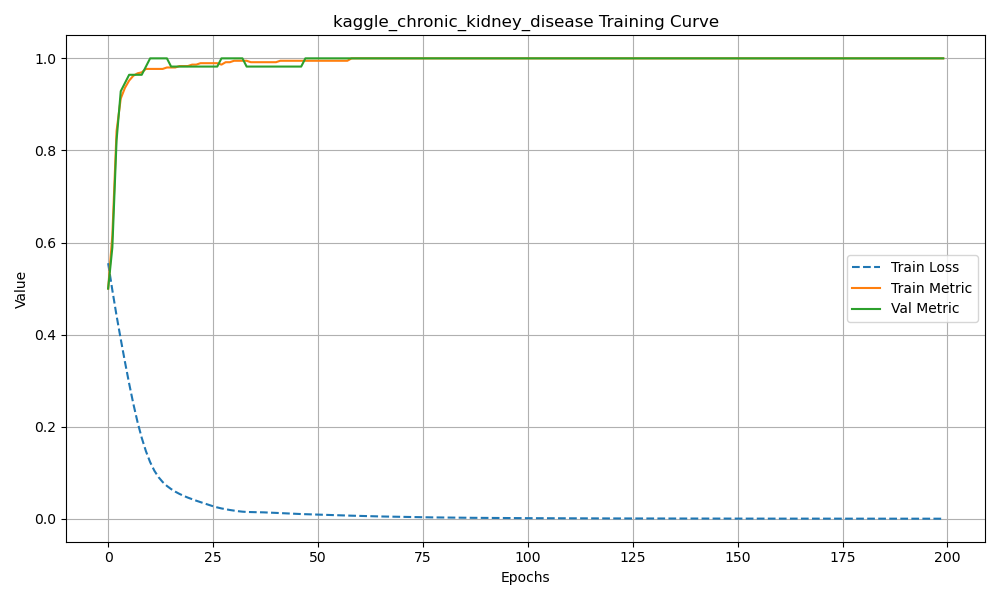 kaggle_chronic_kidney_disease Training Curve
Value
1.0
0.8
0.6
0.4
0.2
0.0
Train Loss
Train Metric
Val Metric
0 25 50 75 100 125 150 175 200
Epochs